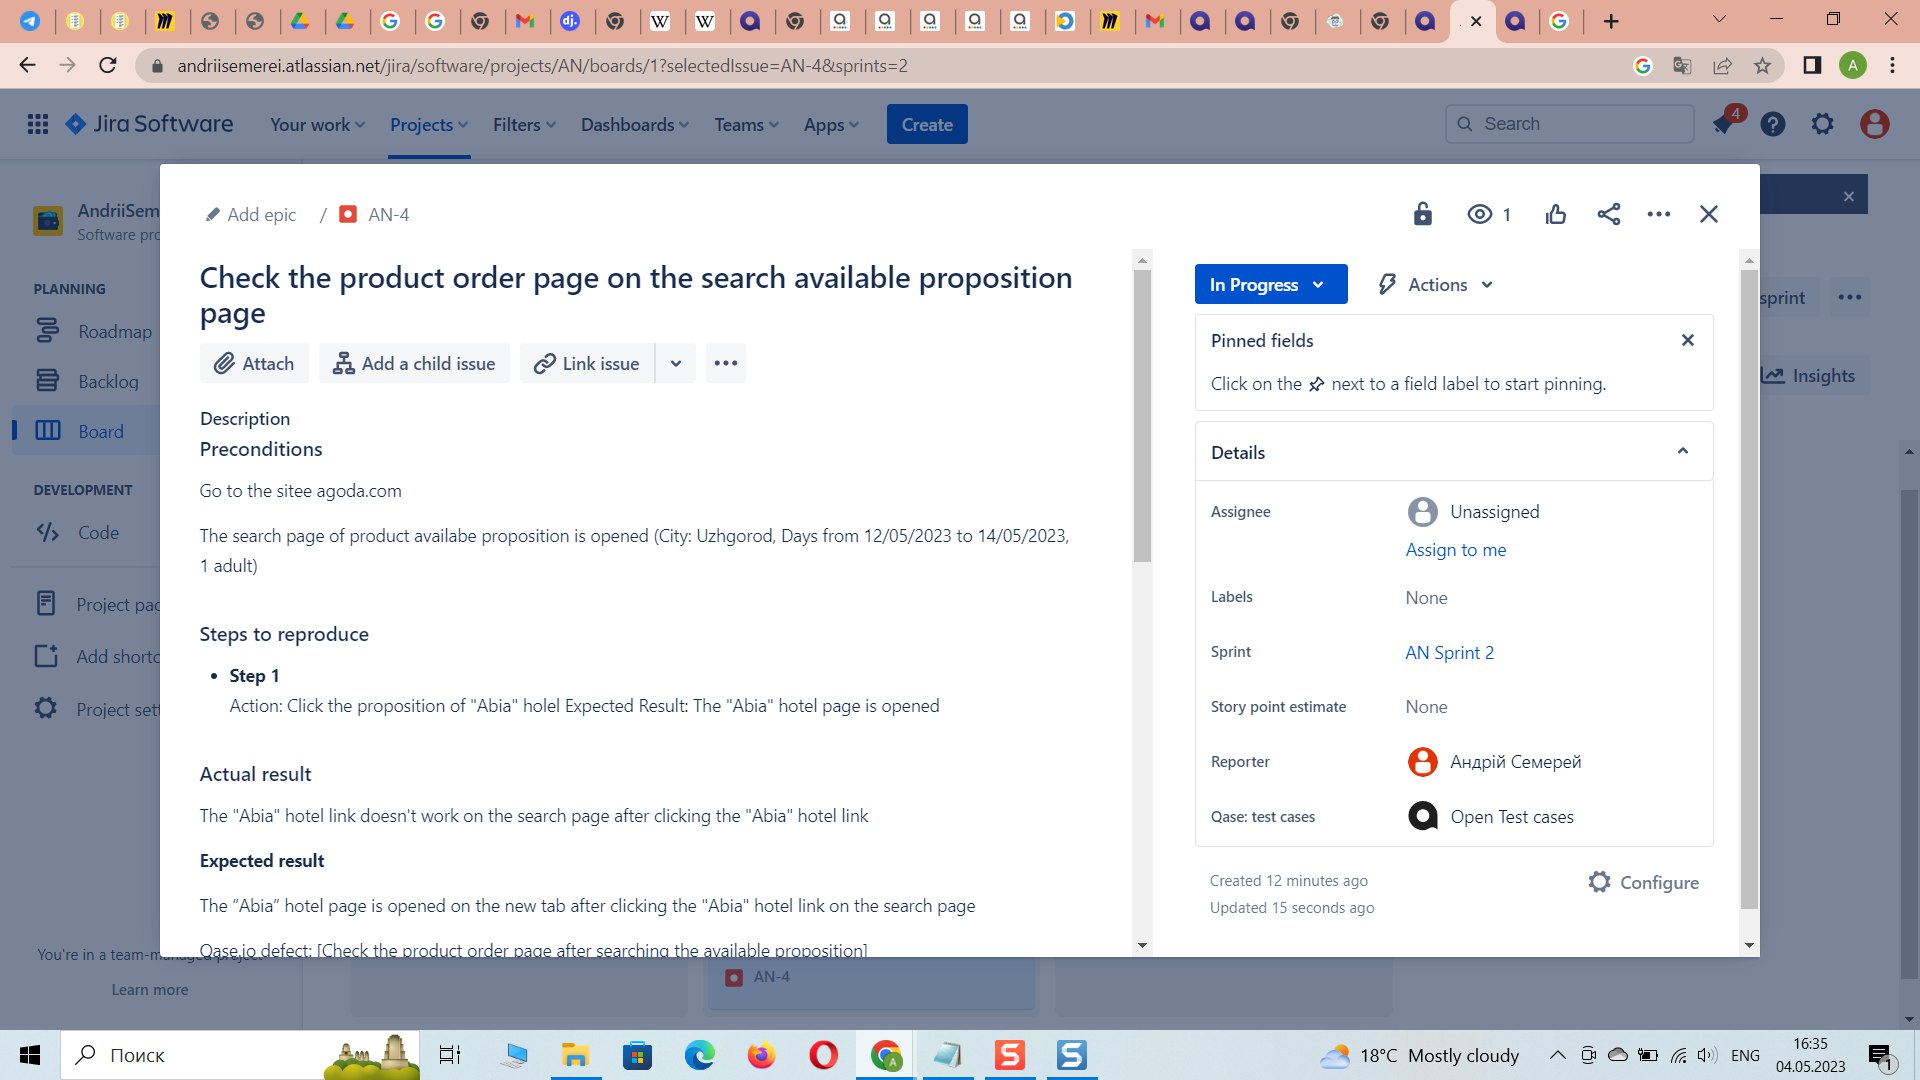 andriisemerei.atlassian.net/jira/software/projects/AN/boards/1?selectedIssue=AN-4&sprints=2
A
Jira Software
Your work
Projects
Filters
Dashboards
Teams
Apps
Create
Search
4
AndriiSem
Software pro
PLANNING
Roadmap
Backlog
Board
DEVELOPMENT
Code
Project pag
Add shortc
Project sett
You're in a team-managed project
Learn more
sprint
Insights
Add epic / AN-4
1
Check the product order page on the search available proposition
page
Attach
Add a child issue
Link issue
Description
Preconditions
Go to the sitee agoda.com
The search page of product availabe proposition is opened (City: Uzhgorod, Days from 12/05/2023 to 14/05/2023,
1 adult)
Steps to reproduce
• Step 1
Action: Click the proposition of "Abia" holel Expected Result: The "Abia" hotel page is opened
Actual result
The "Abia" hotel link doesn't work on the search page after clicking the "Abia" hotel link
Expected result
The “Abia” hotel page is opened on the new tab after clicking the "Abia" hotel link on the search page
Qase.io defect: [Check the product order page after searching the available proposition]
In Progress
Actions
Pinned fields
Click on the next to a field label to start pinning.
Details
Assignee
Unassigned
Assign to me
Labels
None
Sprint
AN Sprint 2
Story point estimate
None
Reporter
Андрій Семерей
Qase: test cases
Open Test cases
Created 12 minutes ago
Updated 15 seconds ago
Configure
AN-4
Поиск
18°C Mostly cloudy
ENG
16:35
04.05.2023
1